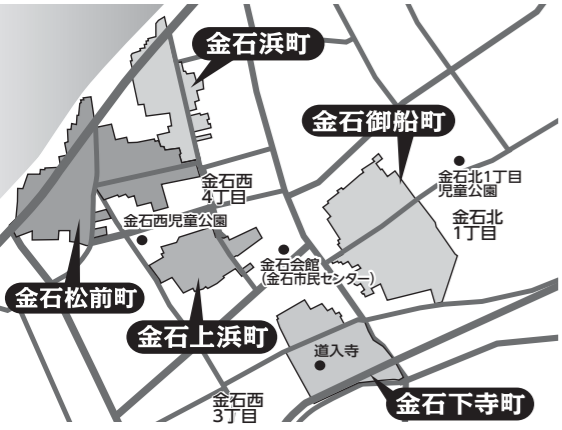 金石浜町
金石御船町
金石北1丁目
児童公園
金石西
4丁目
金石北
1丁目
金石西児童公園
金石会館
(金石市民センター)
金石松前町
金石上浜町
道入寺
金石下寺町
金石西
3丁目